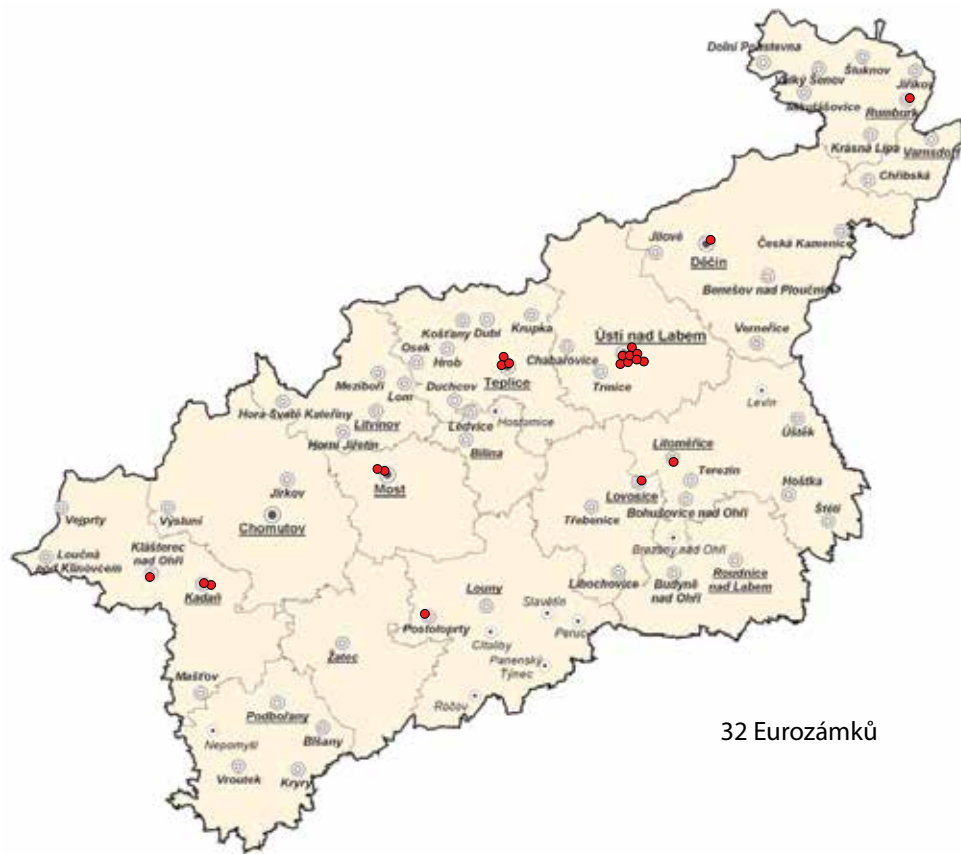 Dolní Poustevna
Velký Šenov
Šluknov
Jiříkov
Mikulášovice
Rumburk
Krásná Lípa
Varnsdorf
Chřibská
Jílové
Děčín
Česká Kamenice
Benešov nad Ploučnicí
Verneřice
Ústí nad Labem
Chabařovice
Trmice
Košťany
Dubí
Krupka
Osek
Hrob
Teplice
Meziboří
Lom
Duchcov
Hora Svaté Kateřiny
Litvínov
Ledvice
Hostomice
Horní Jiřetín
Bílina
Levín
Úštěk
Litoměřice
Terezín
Hoštka
Štětí
Lovosice
Bohušovice nad Ohří
Třebenice
Brozany nad Ohří
Most
Jirkov
Chomutov
Vejprty
Výsluní
Loučná
pod Klínovcem
Klášterec
nad Ohří
Kadaň
Libochovice
Budyně
nad Ohří
Roudnice
nad Labem
Louny
Slavětín
Postoloprty
Cítoliby
Peruc
Panenský
Týnec
Žatec
Ročov
Mašťov
Podbořany
Nepomyšl
Blšany
Vroutek
Kryry
32 Eurozámků